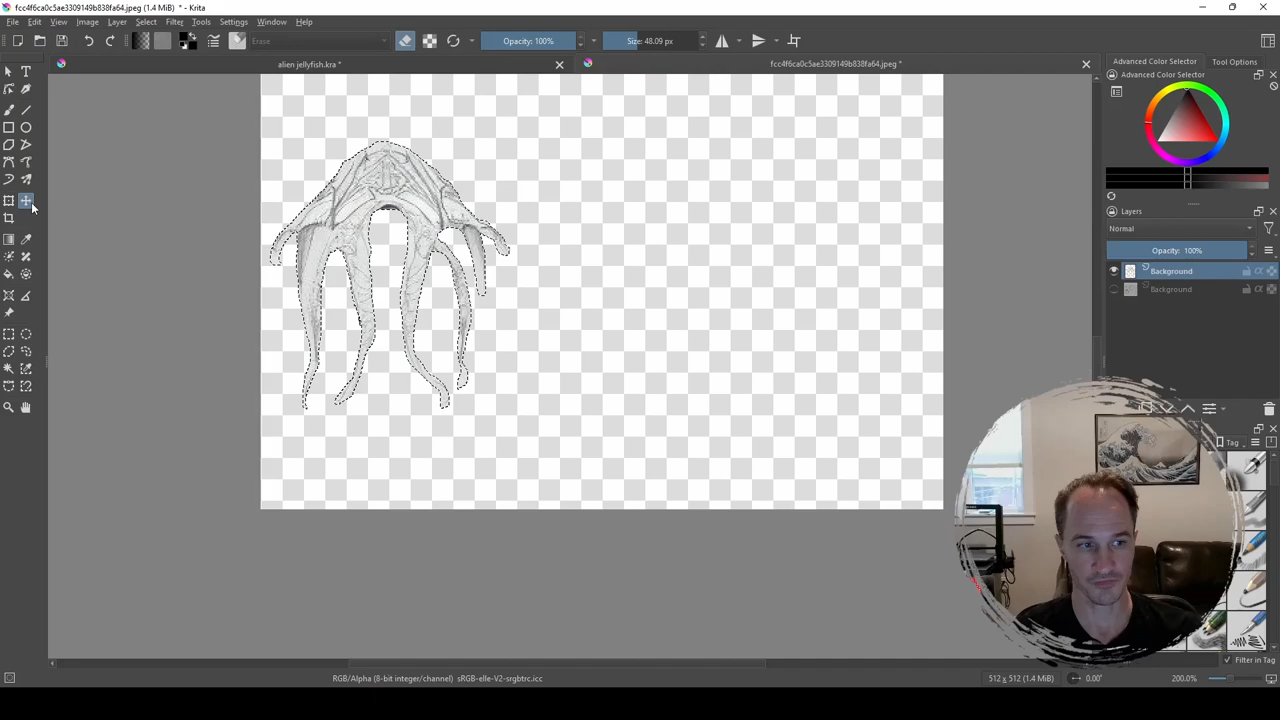 fcc4f6ca0c5ae3309149b838fa64.jpeg (1.4 MiB) * - Krita
File Edit View Image Layer Select Filter Tools Settings Window Help
Erase Opacity: 100% Size: 48.09 px
alien jellyfish.kra * fcc4f6ca0c5ae3309149b838fa64.jpeg *
Advanced Color Selector Tool Options
Advanced Color Selector
Layers
Normal
Opacity: 100%
Background
Background
Tag
Filter in Tag
RGB/Alpha (8-bit integer/channel) sRGB-elle-V2-srgbtrc.icc 512 x 512 (1.4 MiB) 0.00° 200.0%